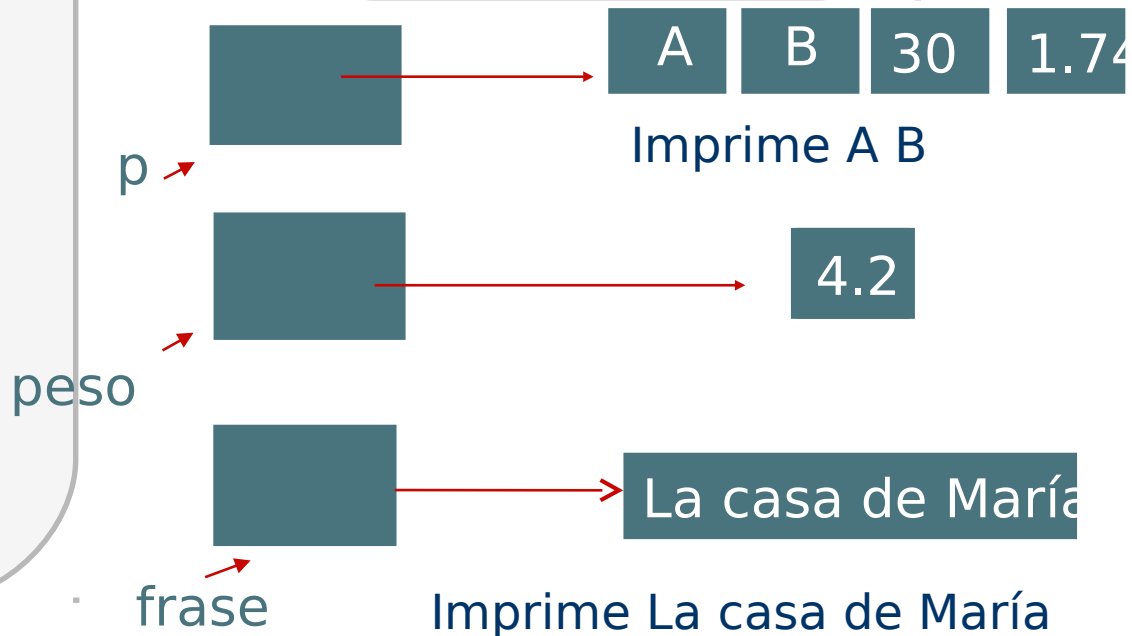 A B 30 1.74
Imprime A B
p
4.2
peso
La casa de María
frase
Imprime La casa de María